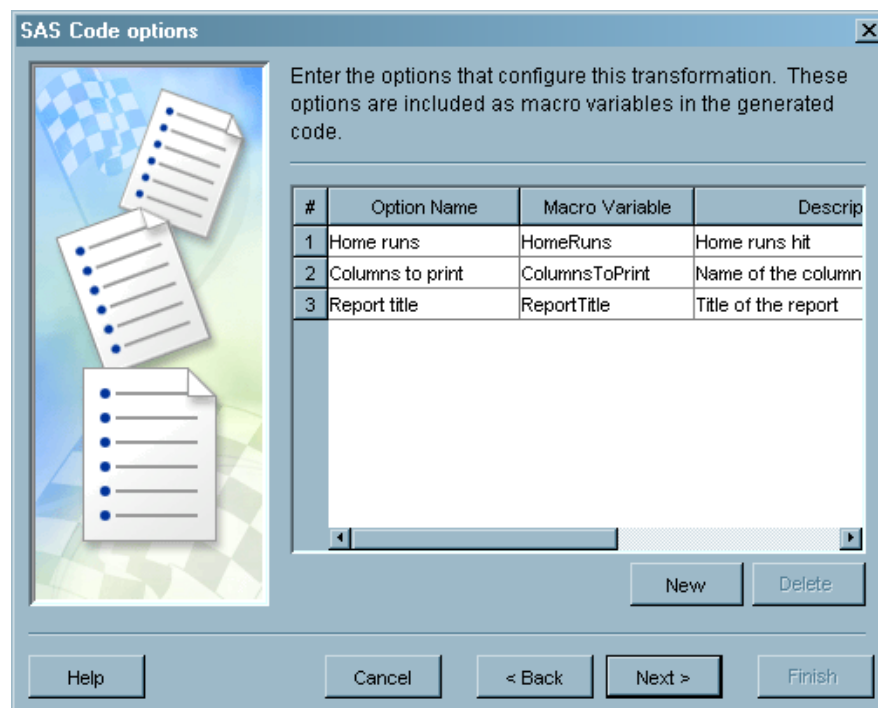 SAS Code options
Enter the options that configure this transformation. These
options are included as macro variables in the generated
code.
# Option Name Macro Variable Descrip
1 Home runs HomeRuns Home runs hit
2 Columns to print ColumnsToPrint Name of the column
3 Report title ReportTitle Title of the report
New Delete
Help Cancel < Back Next > Finish